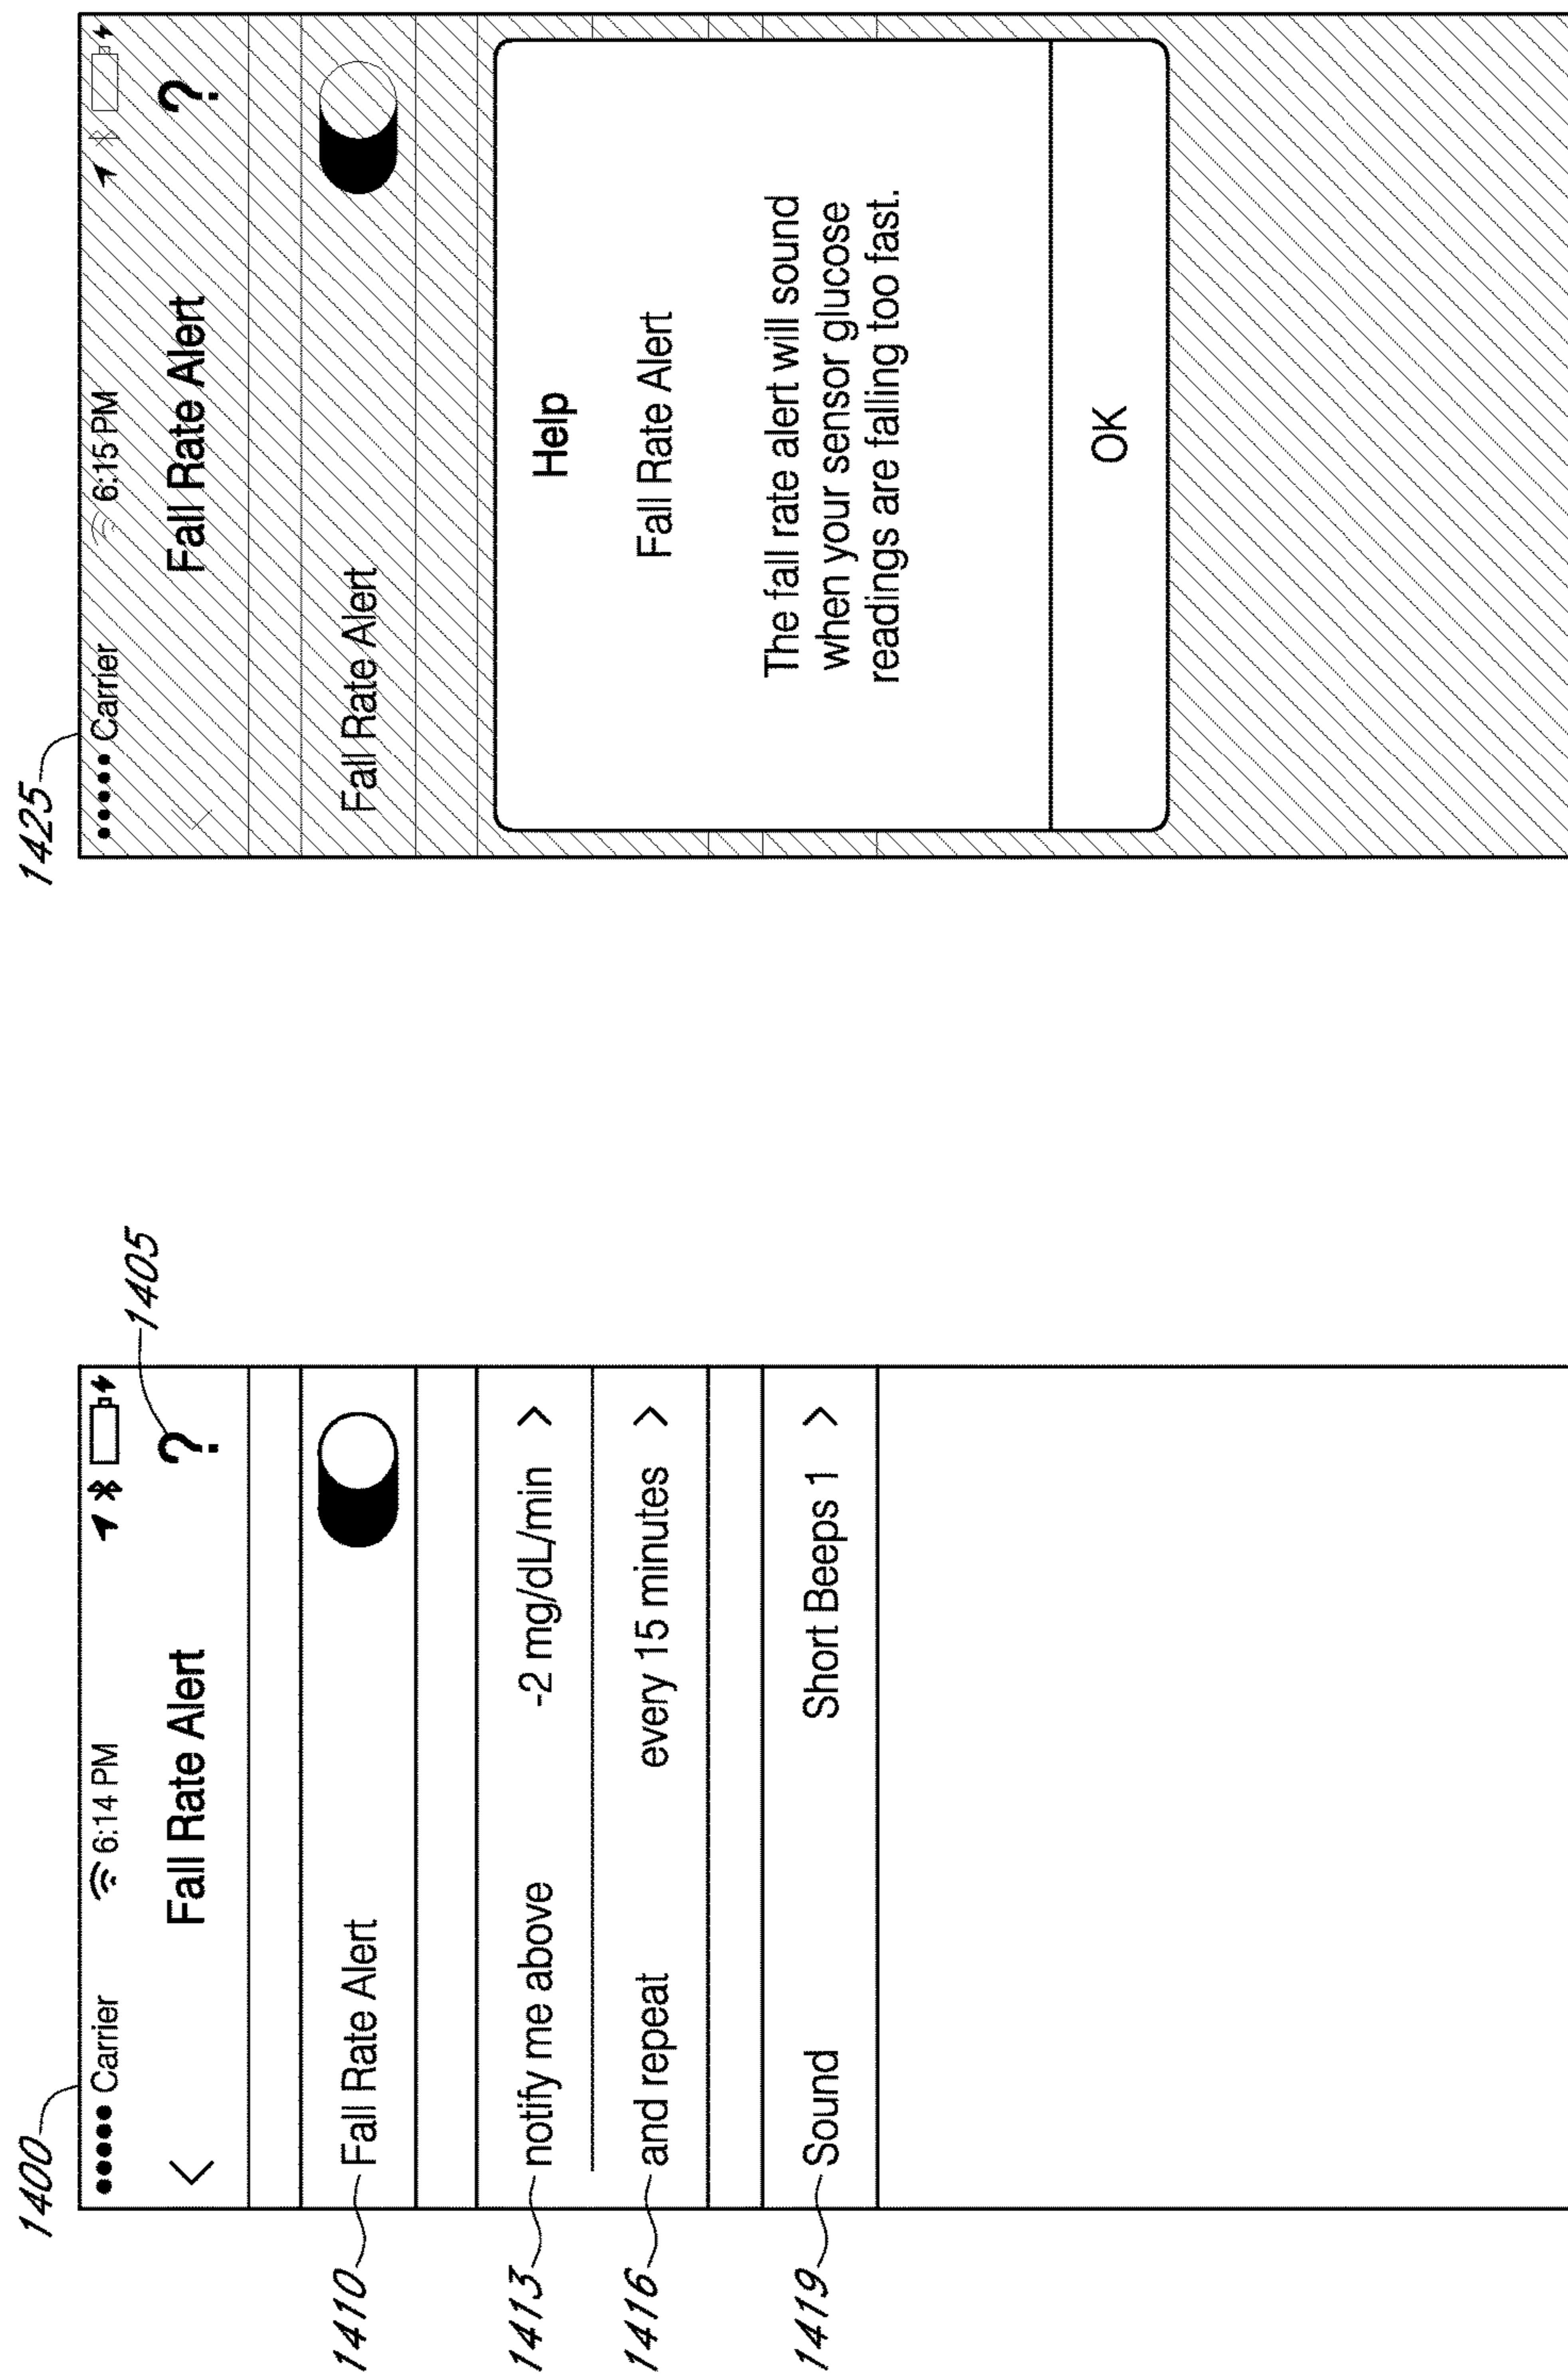 1400
••••• Carrier 6:14 PM
< Fall Rate Alert ?
1405
1410 Fall Rate Alert
1413 notify me above -2 mg/dL/min >
1416 and repeat every 15 minutes >
1419 Sound Short Beeps 1 >
1425
••••• Carrier 6:15 PM
< Fall Rate Alert ?
Fall Rate Alert
Help
Fall Rate Alert
The fall rate alert will sound
when your sensor glucose
readings are falling too fast.
OK